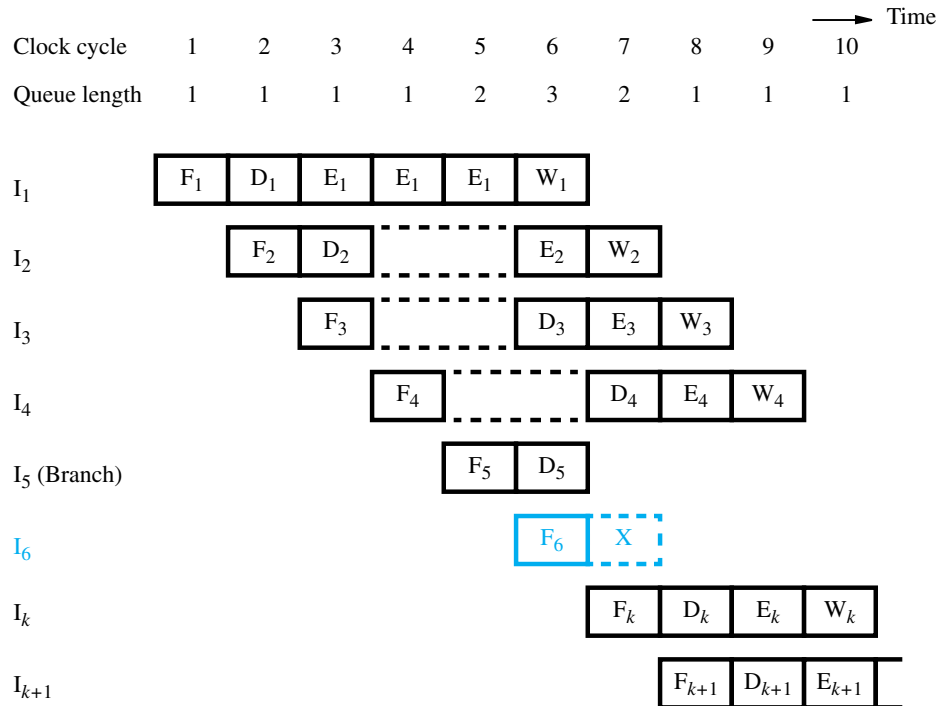 Time
Clock cycle 1 2 3 4 5 6 7 8 9 10
Queue length 1 1 1 1 2 3 2 1 1 1
I1 F1 D1 E1 E1 E1 W1
I2 F2 D2 E2 W2
I3 F3 D3 E3 W3
I4 F4 D4 E4 W4
I5 (Branch) F5 D5
I6 F6 X
Ik Fk Dk Ek Wk
Ik+1 Fk+1 Dk+1 Ek+1